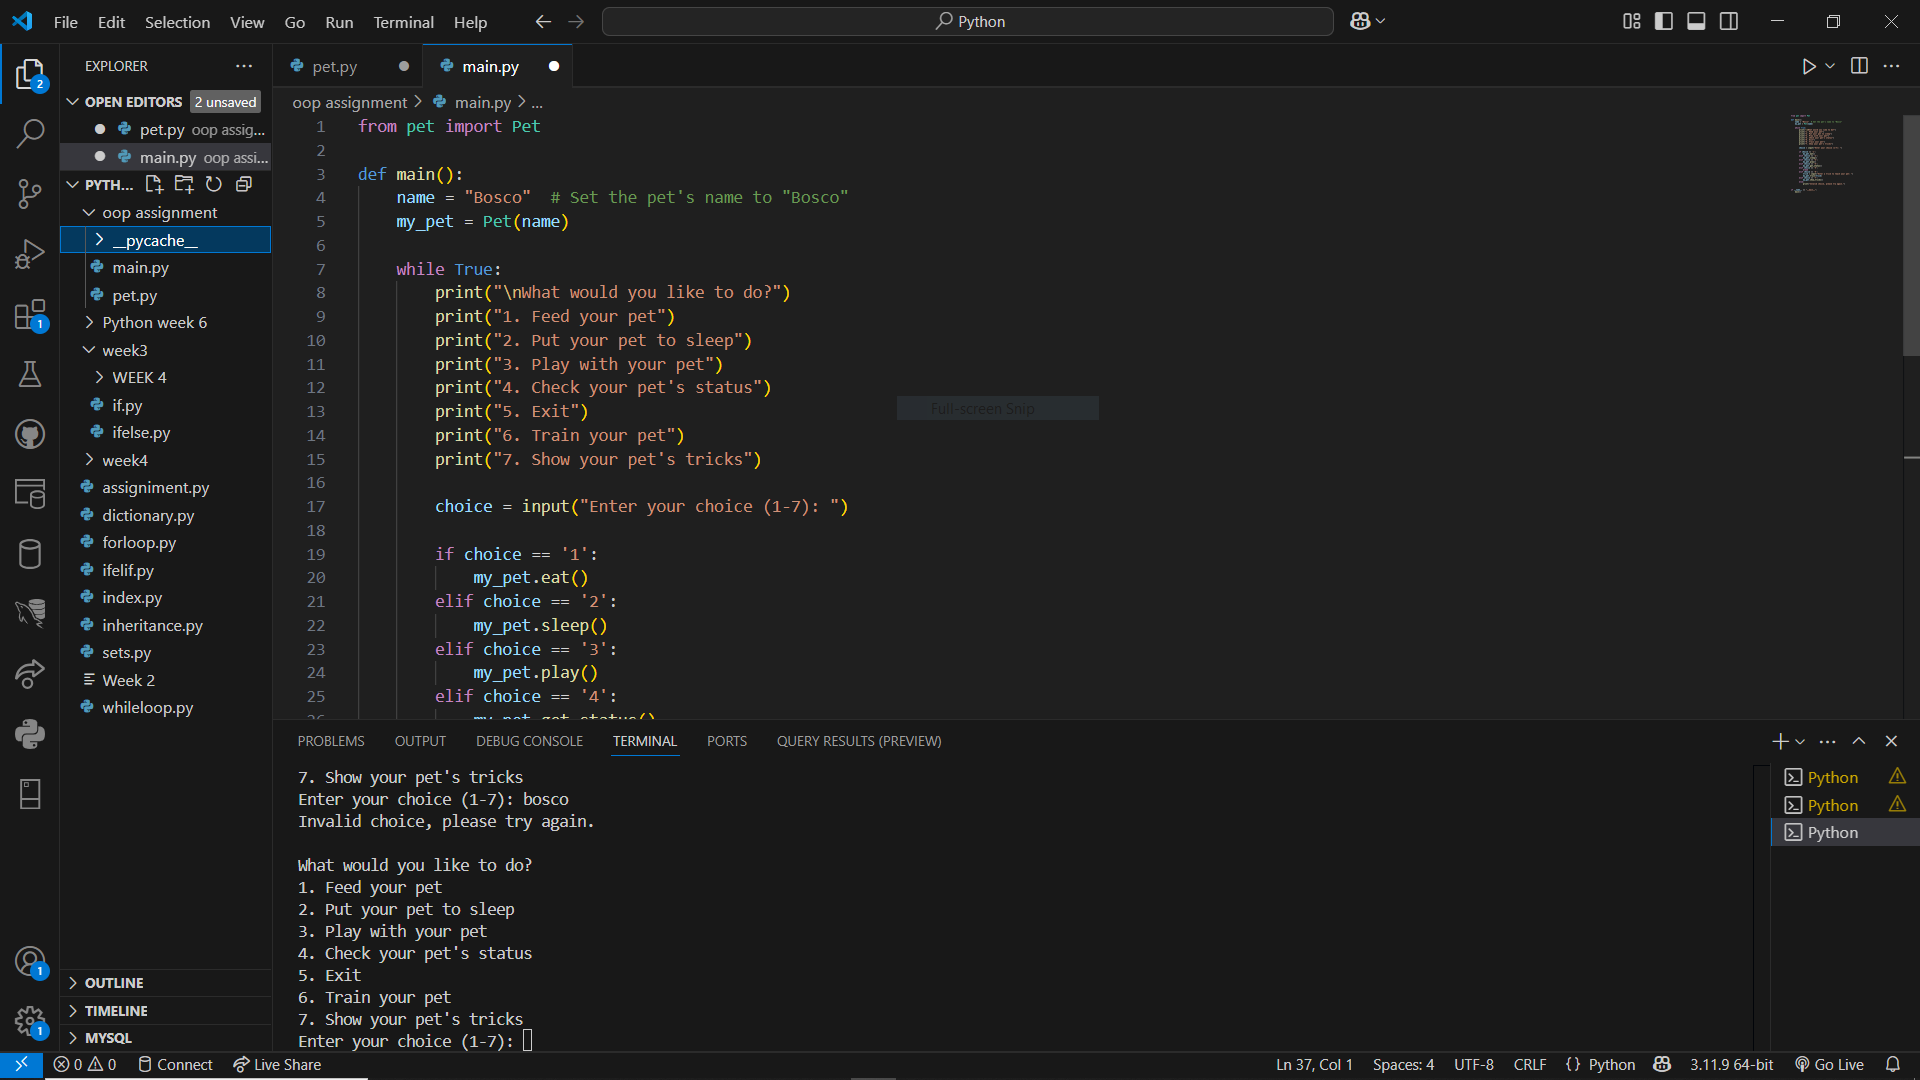 File Edit Selection View Go Run Terminal Help
Python
EXPLORER
OPEN EDITORS 2 unsaved
pet.py oop assig...
main.py oop assi...
PYTH...
oop assignment
__pycache__
main.py
pet.py
Python week 6
week3
WEEK 4
if.py
ifelse.py
week4
assigniment.py
dictionary.py
forloop.py
ifelif.py
index.py
inheritance.py
sets.py
Week 2
whileloop.py
OUTLINE
TIMELINE
MYSQL
2
1
1
1
pet.py
main.py
oop assignment > main.py > ...
1 from pet import Pet
2
3 def main():
4 name = "Bosco" # Set the pet's name to "Bosco"
5 my_pet = Pet(name)
6
7 while True:
8 print("\nWhat would you like to do?")
9 print("1. Feed your pet")
10 print("2. Put your pet to sleep")
11 print("3. Play with your pet")
12 print("4. Check your pet's status")
13 print("5. Exit")
14 print("6. Train your pet")
15 print("7. Show your pet's tricks")
16
17 choice = input("Enter your choice (1-7): ")
18
19 if choice == '1':
20 my_pet.eat()
21 elif choice == '2':
22 my_pet.sleep()
23 elif choice == '3':
24 my_pet.play()
25 elif choice == '4':
26 my_pet.get_status()
Full-screen Snip
PROBLEMS OUTPUT DEBUG CONSOLE TERMINAL PORTS QUERY RESULTS (PREVIEW)
7. Show your pet's tricks
Enter your choice (1-7): bosco
Invalid choice, please try again.
What would you like to do?
1. Feed your pet
2. Put your pet to sleep
3. Play with your pet
4. Check your pet's status
5. Exit
6. Train your pet
7. Show your pet's tricks
Enter your choice (1-7):
Python
Python
Python
0 0 Connect Live Share
Ln 37, Col 1 Spaces: 4 UTF-8 CRLF {} Python 3.11.9 64-bit Go Live